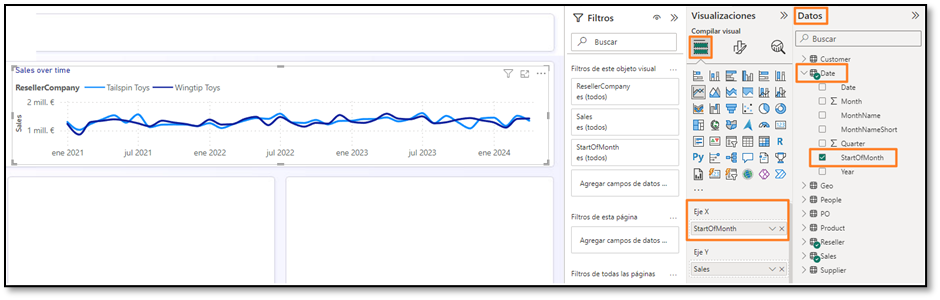 Sales over time
ResellerCompany Tailspin Toys Wingtip Toys
2 mill. €
1 mill. €
Sales
ene 2021 jul 2021 ene 2022 jul 2022 ene 2023 jul 2023 ene 2024
Filtros
Buscar
Filtros de este objeto visual
ResellerCompany
es (todos)
Sales
es (todos)
StartOfMonth
es (todos)
Agregar campos de datos ...
Filtros de esta página
Agregar campos de datos ...
Filtros de todas las páginas
Visualizaciones
Compilar visual
Py
R
123
Eje X
StartOfMonth
Eje Y
Sales
Datos
Buscar
Customer
Date
Date
Month
MonthName
MonthNameShort
Quarter
StartOfMonth
Year
Geo
People
PO
Product
Reseller
Sales
Supplier